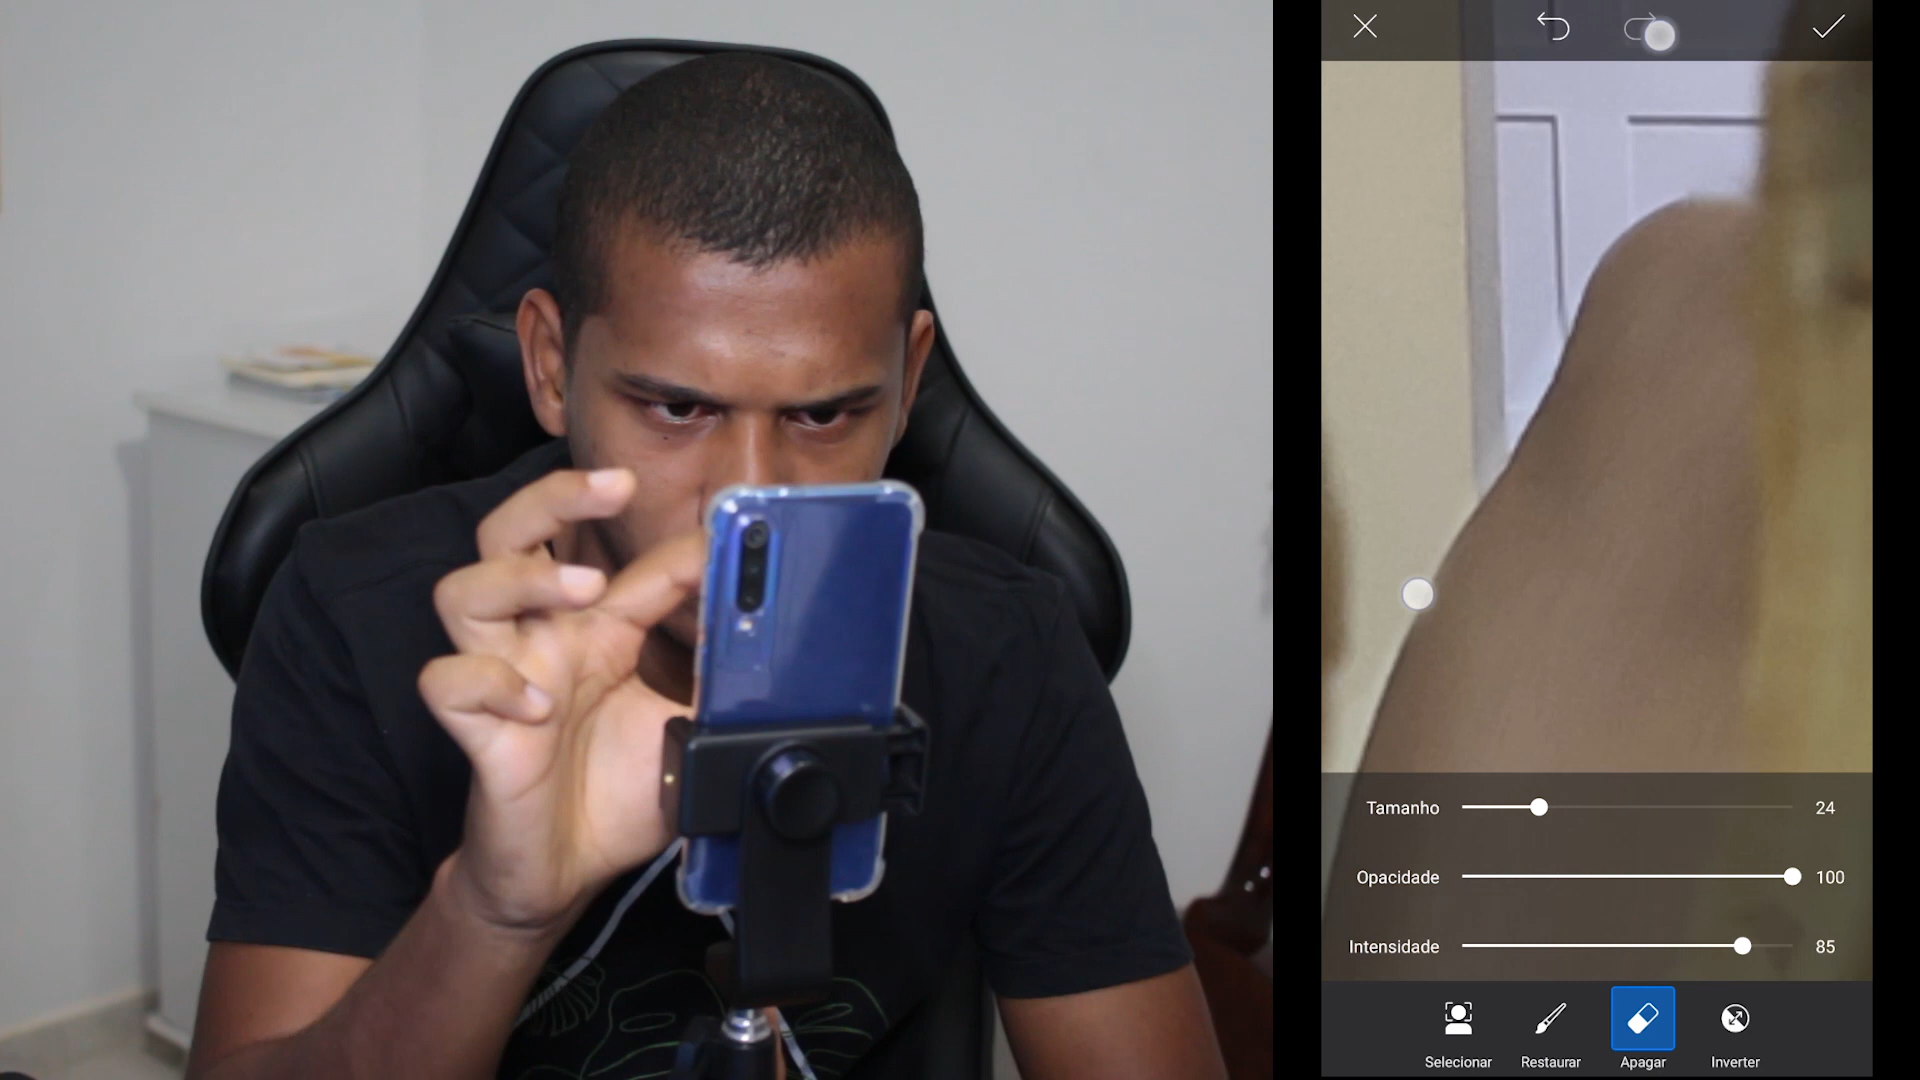 Tamanho 24
Opacidade 100
Intensidade 85
Selecionar Restaurar Apagar Inverter